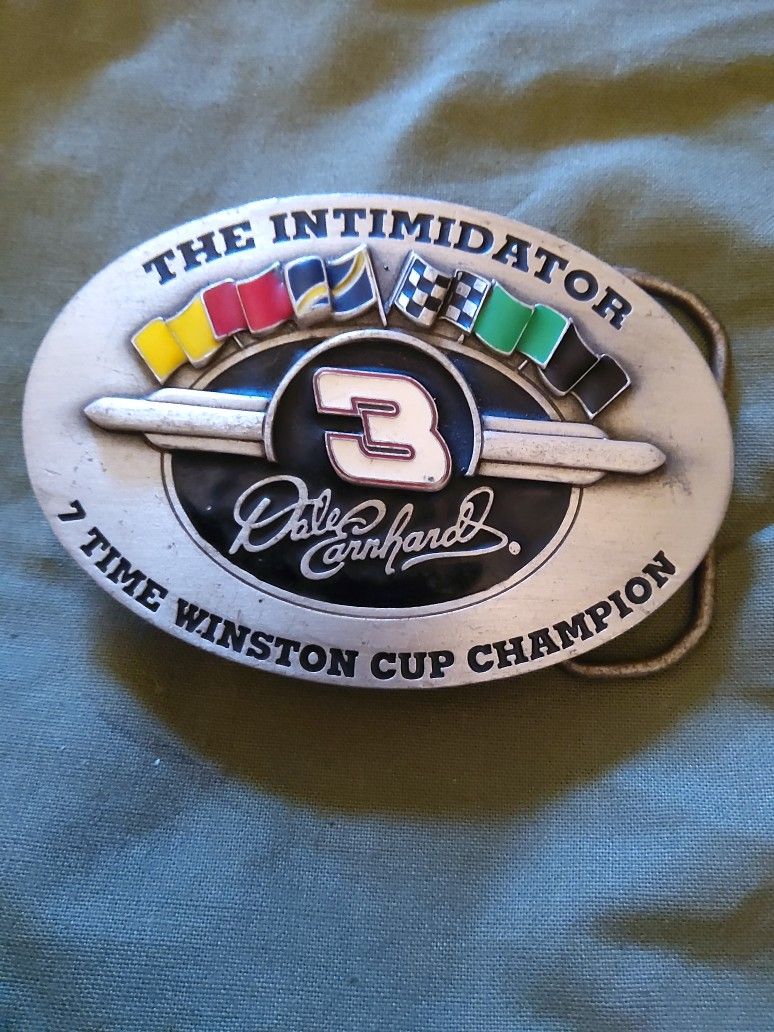 THE INTIMIDATOR
3
Dale
Earnhardt
7 TIME WINSTON CUP CHAMPION